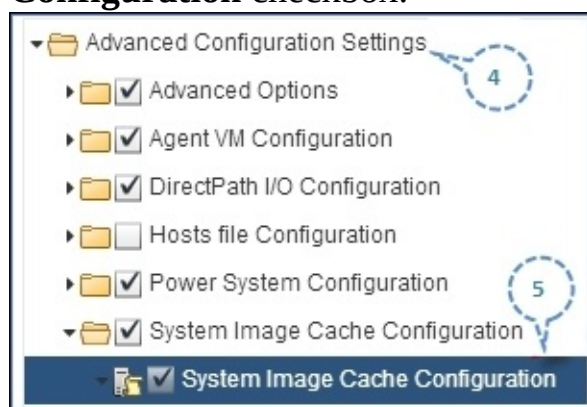 Configuration checkbox.
Advanced Configuration Settings
4
Advanced Options
Agent VM Configuration
DirectPath I/O Configuration
Hosts file Configuration
Power System Configuration
5
System Image Cache Configuration
System Image Cache Configuration